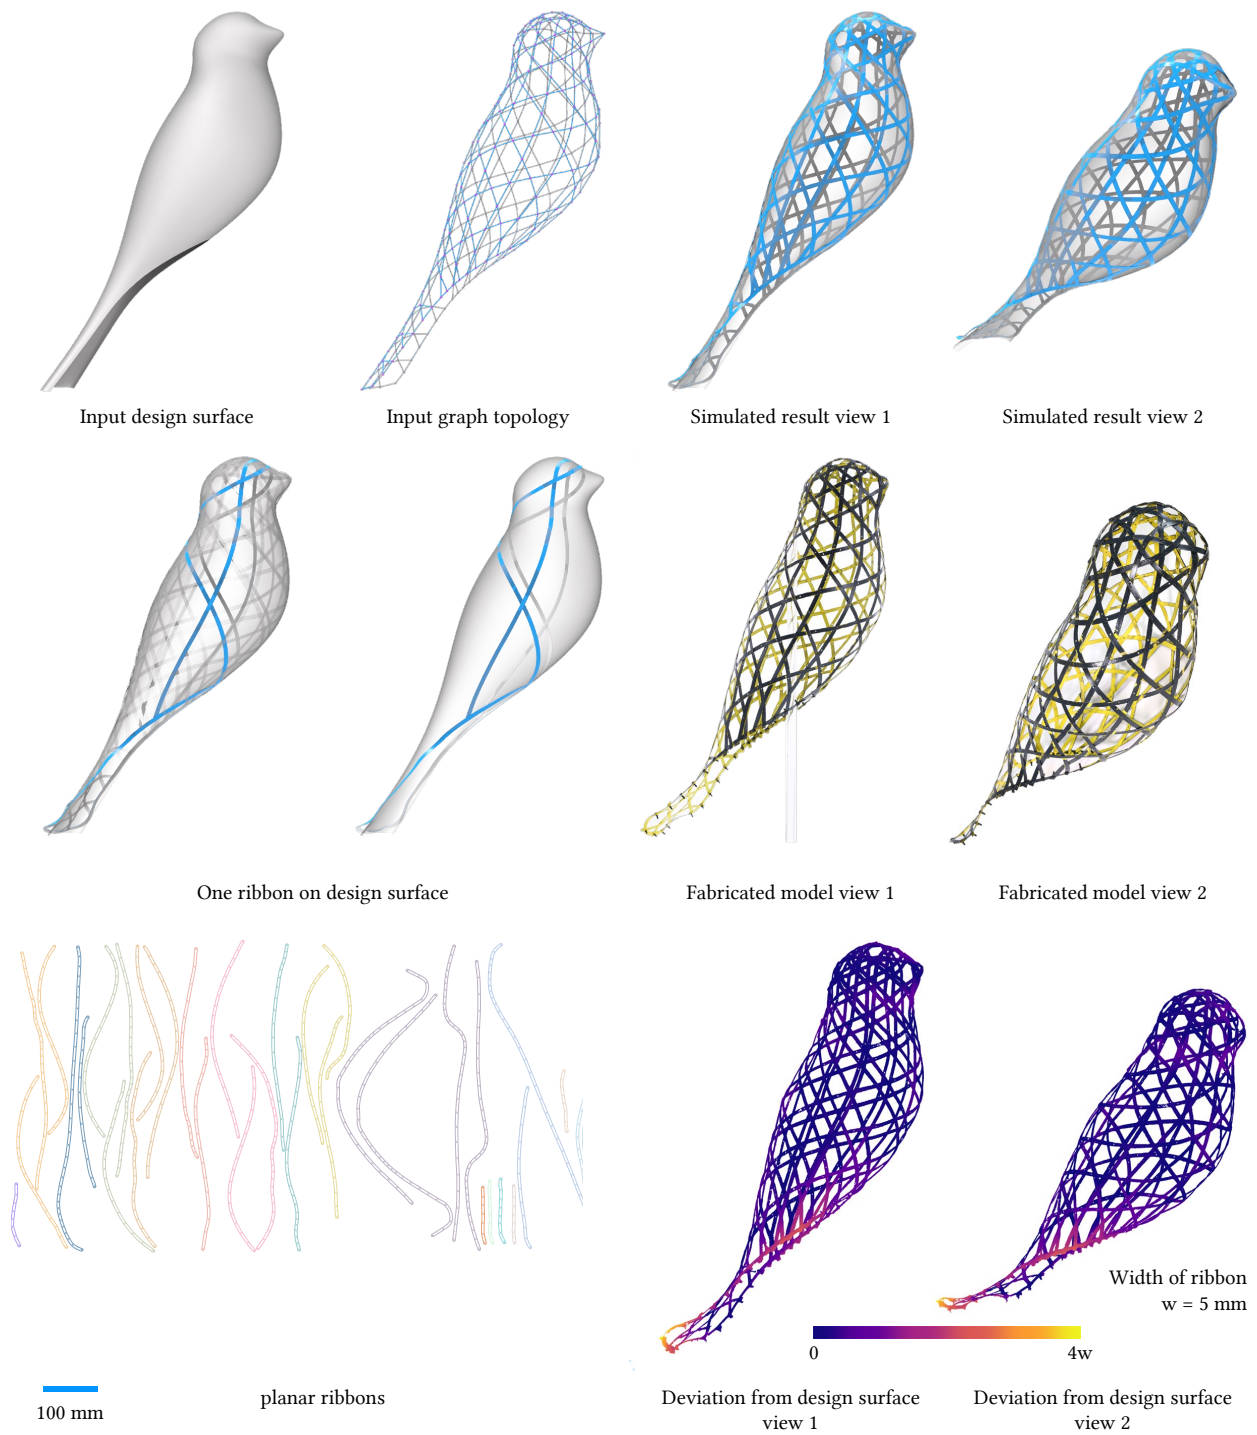 Input design surface
Input graph topology
Simulated result view 1
Simulated result view 2
One ribbon on design surface
Fabricated model view 1
Fabricated model view 2
Width of ribbon
w = 5 mm
0
4w
100 mm
planar ribbons
Deviation from design surface
view 1
Deviation from design surface
view 2